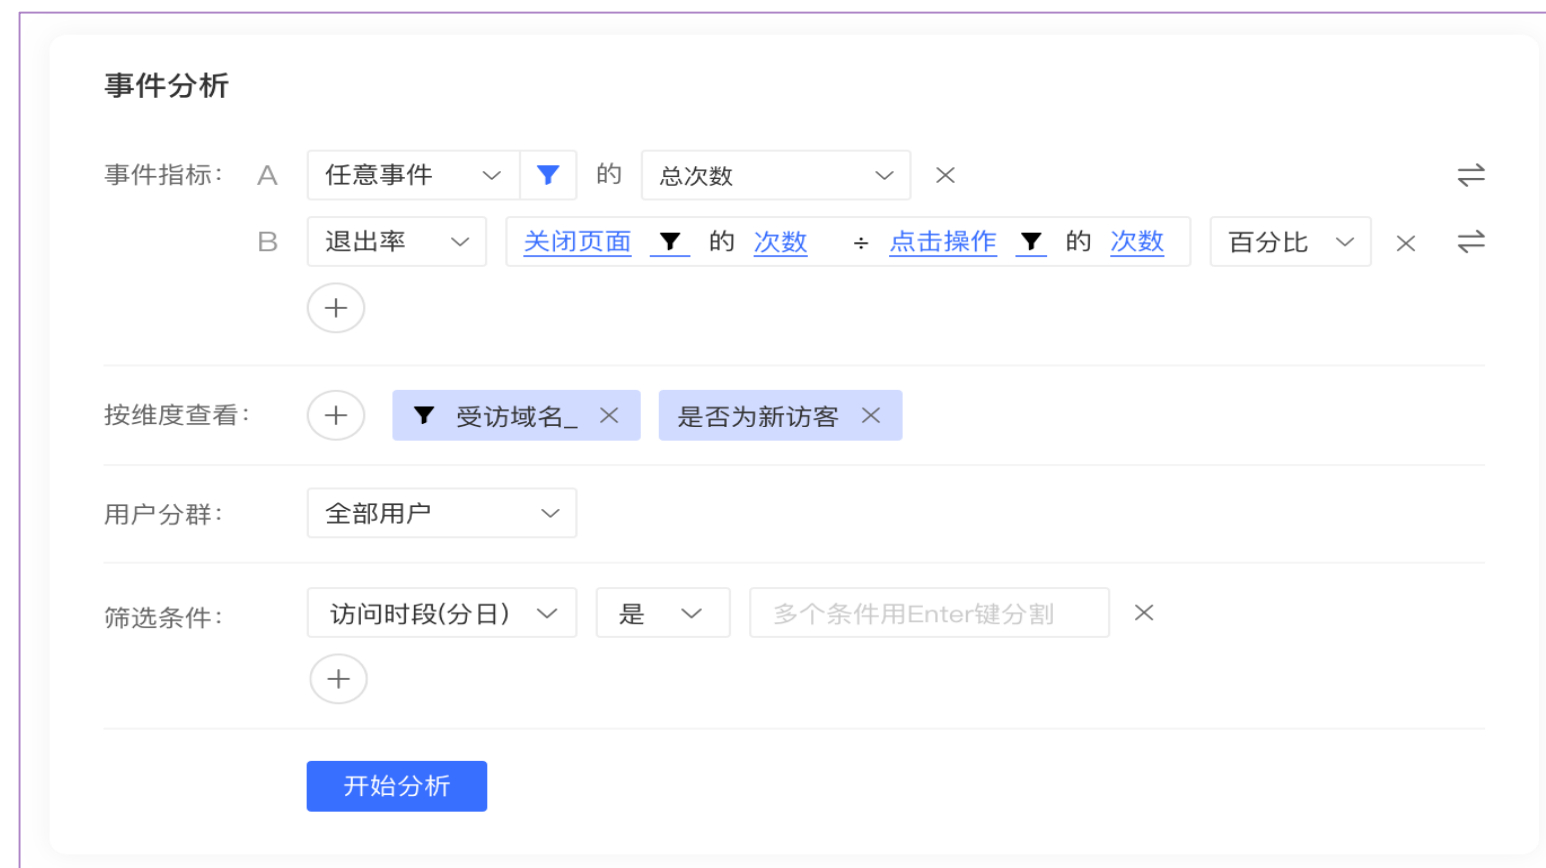 事件分析
事件指标： A 任意事件 的 总次数
B 退出率 关闭页面 的 次数 ÷ 点击操作 的 次数 百分比
按维度查看： 受访域名_ 是否为新访客
用户分群： 全部用户
筛选条件： 访问时段(分日) 是 多个条件用Enter键分割
开始分析